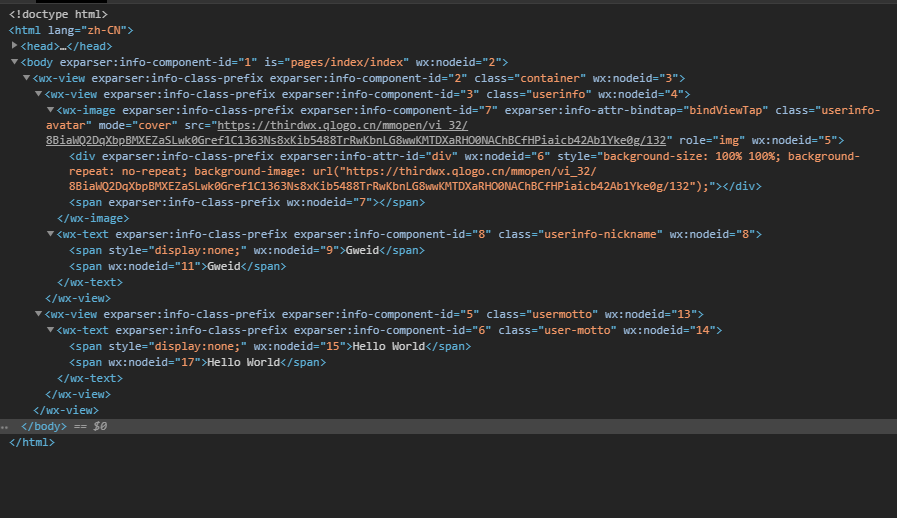 <!doctype html>
<html lang="zh-CN">
<head>…</head>
<body exparser:info-component-id="1" is="pages/index/index" wx:nodeid="2">
<wx-view exparser:info-class-prefix exparser:info-component-id="2" class="container" wx:nodeid="3">
<wx-view exparser:info-class-prefix exparser:info-component-id="3" class="userinfo" wx:nodeid="4">
<wx-image exparser:info-class-prefix exparser:info-component-id="7" exparser:info-attr-bindtap="bindViewTap" class="userinfo-
avatar" mode="cover" src="https://thirdwx.qlogo.cn/mmopen/vi_32/
8BiaWQ2DqXbpBMXEZaSLwk0Gref1C1363Ns8xKib5488TrRwKbnLG8wwKMTDXaRHO0NAChBCfHPiaicb42Ab1Yke0g/132" role="img" wx:nodeid="5">
<div exparser:info-class-prefix exparser:info-attr-id="div" wx:nodeid="6" style="background-size: 100% 100%; background-
repeat: no-repeat; background-image: url("https://thirdwx.qlogo.cn/mmopen/vi_32/
8BiaWQ2DqXbpBMXEZaSLwk0Gref1C1363Ns8xKib5488TrRwKbnLG8wwKMTDXaRHO0NAChBCfHPiaicb42Ab1Yke0g/132");"></div>
<span exparser:info-class-prefix wx:nodeid="7"></span>
</wx-image>
<wx-text exparser:info-class-prefix exparser:info-component-id="8" class="userinfo-nickname" wx:nodeid="8">
<span style="display:none;" wx:nodeid="9">Gweid</span>
<span wx:nodeid="11">Gweid</span>
</wx-text>
</wx-view>
<wx-view exparser:info-class-prefix exparser:info-component-id="5" class="usermotto" wx:nodeid="13">
<wx-text exparser:info-class-prefix exparser:info-component-id="6" class="user-motto" wx:nodeid="14">
<span style="display:none;" wx:nodeid="15">Hello World</span>
<span wx:nodeid="17">Hello World</span>
</wx-text>
</wx-view>
</wx-view>
</body> == $0
</html>